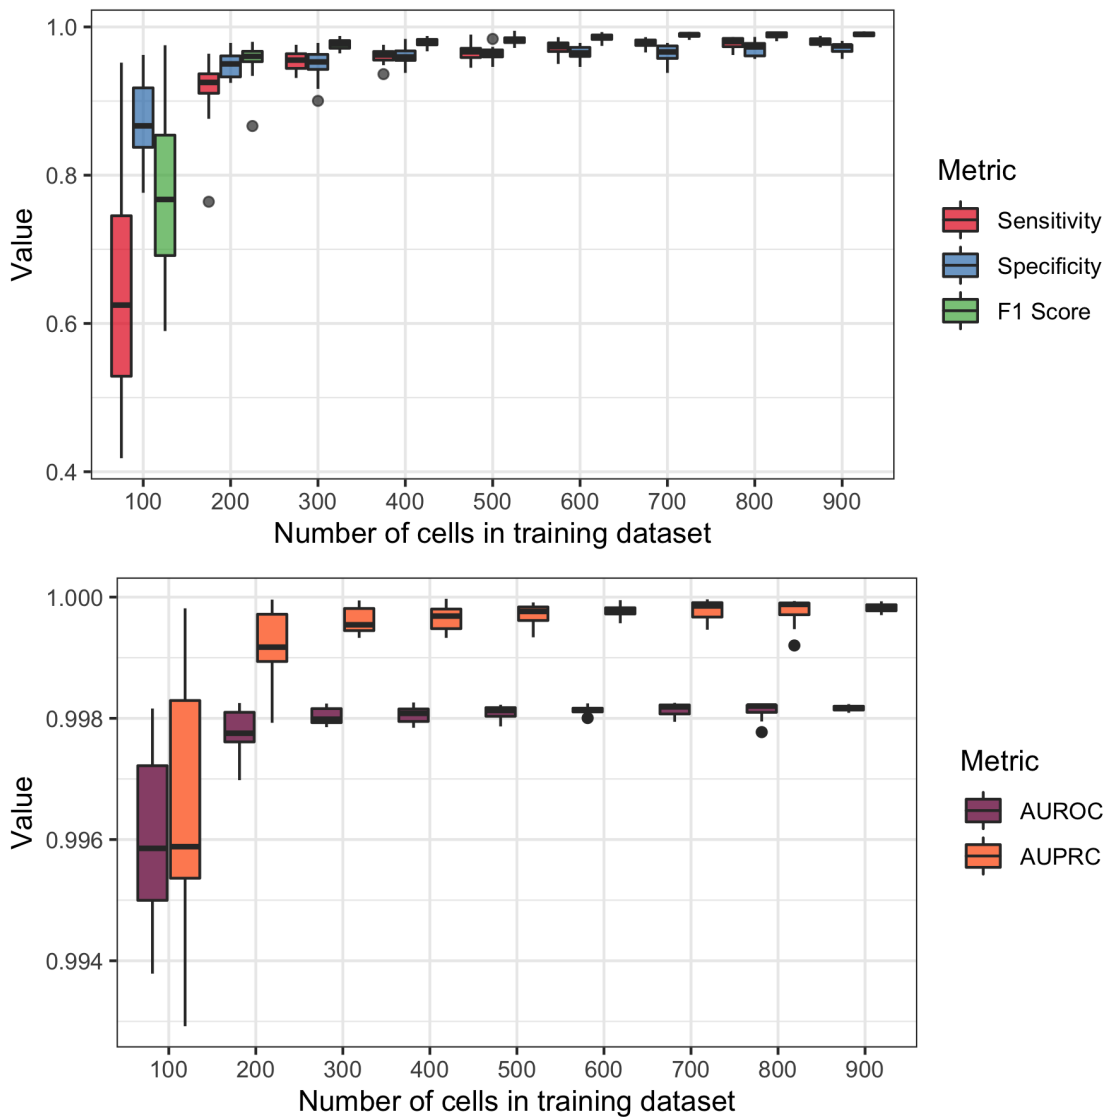 1.0
0.8
0.6
0.4
Value
100 200 300 400 500 600 700 800 900
Number of cells in training dataset
Metric
Sensitivity
Specificity
F1 Score
1.000
0.998
0.996
0.994
Value
100 200 300 400 500 600 700 800 900
Number of cells in training dataset
Metric
AUROC
AUPRC